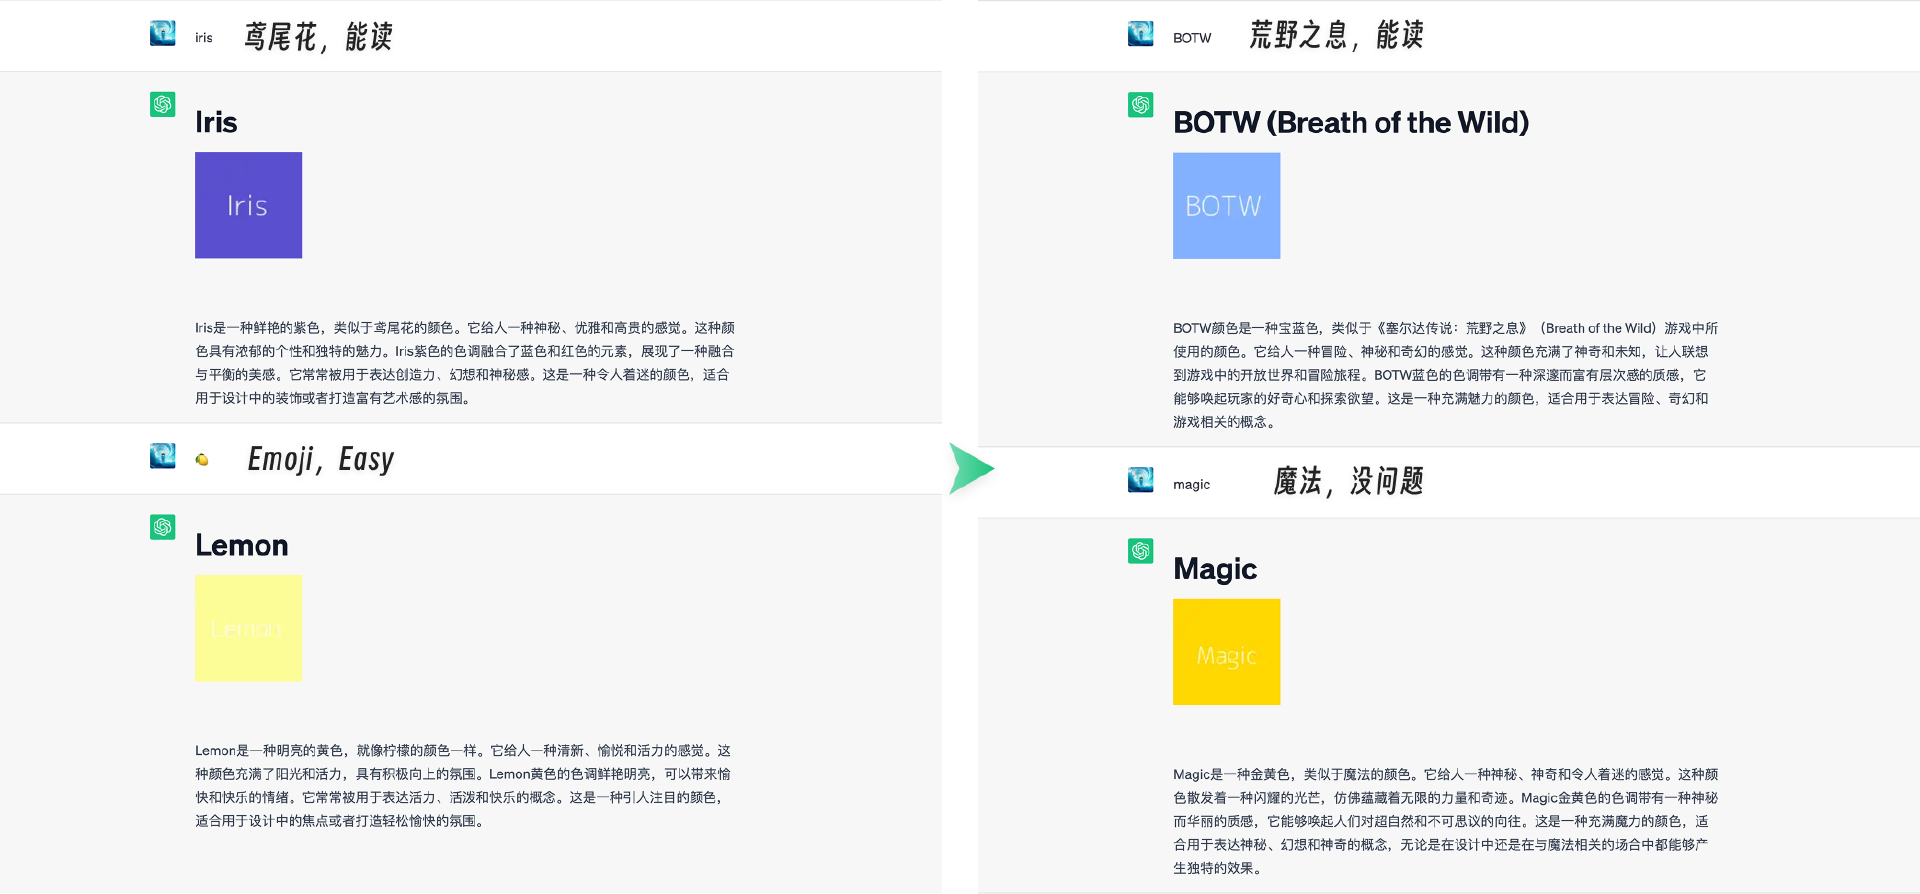 iris
鸢尾花，能读
Iris
Iris
Iris是一种鲜艳的紫色，类似于鸢尾花的颜色。它给人一种神秘、优雅和高贵的感觉。这种颜
色具有浓郁的个性和独特的魅力。Iris紫色的色调融合了蓝色和红色的元素，展现了一种融合
与平衡的美感。它常常被用于表达创造力、幻想和神秘感。这是一种令人着迷的颜色，适合
用于设计中的装饰或者打造富有艺术感的氛围。
🍋 Emoji，Easy
Lemon
Lemon
Lemon是一种明亮的黄色，就像柠檬的颜色一样。它给人一种清新、愉悦和活力的感觉。这
种颜色充满了阳光和活力，具有积极向上的氛围。Lemon黄色的色调鲜艳明亮，可以带来愉
快和快乐的情绪。它常常被用于表达活力、活泼和快乐的概念。这是一种引人注目的颜色，
适合用于设计中的焦点或者打造轻松愉快的氛围。
BOTW
荒野之息，能读
BOTW (Breath of the Wild)
BOTW
BOTW颜色是一种宝蓝色，类似于《塞尔达传说：荒野之息》（Breath of the Wild）游戏中所
使用的颜色。它给人一种冒险、神秘和奇幻的感觉。这种颜色充满了神奇和未知，让人联想
到游戏中的开放世界和冒险旅程。BOTW蓝色的色调带有一种深邃而富有层次感的质感，它
能够唤起玩家的好奇心和探索欲望。这是一种充满魅力的颜色，适合用于表达冒险、奇幻和
游戏相关的概念。
magic
魔法，没问题
Magic
Magic
Magic是一种金黄色，类似于魔法的颜色。它给人一种神秘、神奇和令人着迷的感觉。这种颜
色散发着一种闪耀的光芒，仿佛蕴藏着无限的力量和奇迹。Magic金黄色的色调带有一种神秘
而华丽的质感，它能够唤起人们对超自然和不可思议的向往。这是一种充满魔力的颜色，适
合用于表达神秘、幻想和神奇的概念，无论是在设计中还是在与魔法相关的场合中都能够产
生独特的效果。